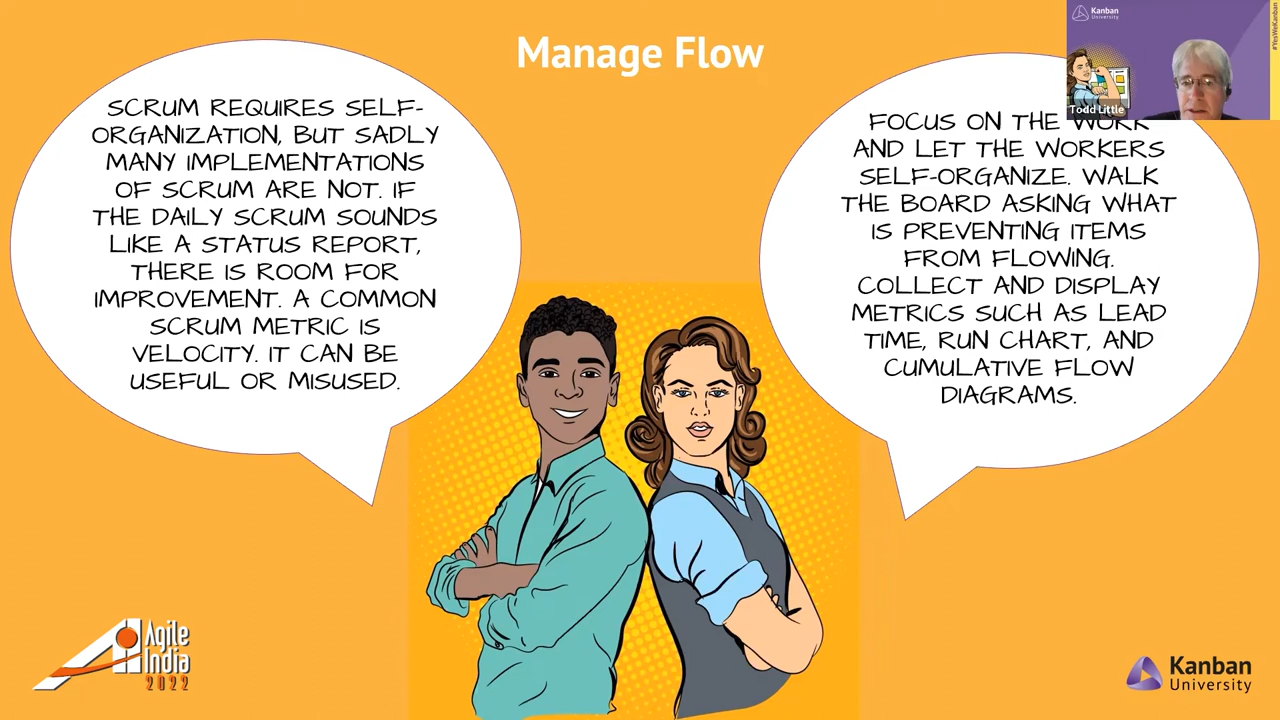 Manage Flow
SCRUM REQUIRES SELF-
ORGANIZATION, BUT SADLY
MANY IMPLEMENTATIONS
OF SCRUM ARE NOT. IF
THE DAILY SCRUM SOUNDS
LIKE A STATUS REPORT,
THERE IS ROOM FOR
IMPROVEMENT. A COMMON
SCRUM METRIC IS
VELOCITY. IT CAN BE
USEFUL OR MISUSED.
FOCUS ON THE WORK
AND LET THE WORKERS
SELF-ORGANIZE. WALK
THE BOARD ASKING WHAT
IS PREVENTING ITEMS
FROM FLOWING.
COLLECT AND DISPLAY
METRICS SUCH AS LEAD
TIME, RUN CHART, AND
CUMULATIVE FLOW
DIAGRAMS.
Kanban
University
#YesWeKanban
Todd Little
Agile
India
2022
Kanban
University